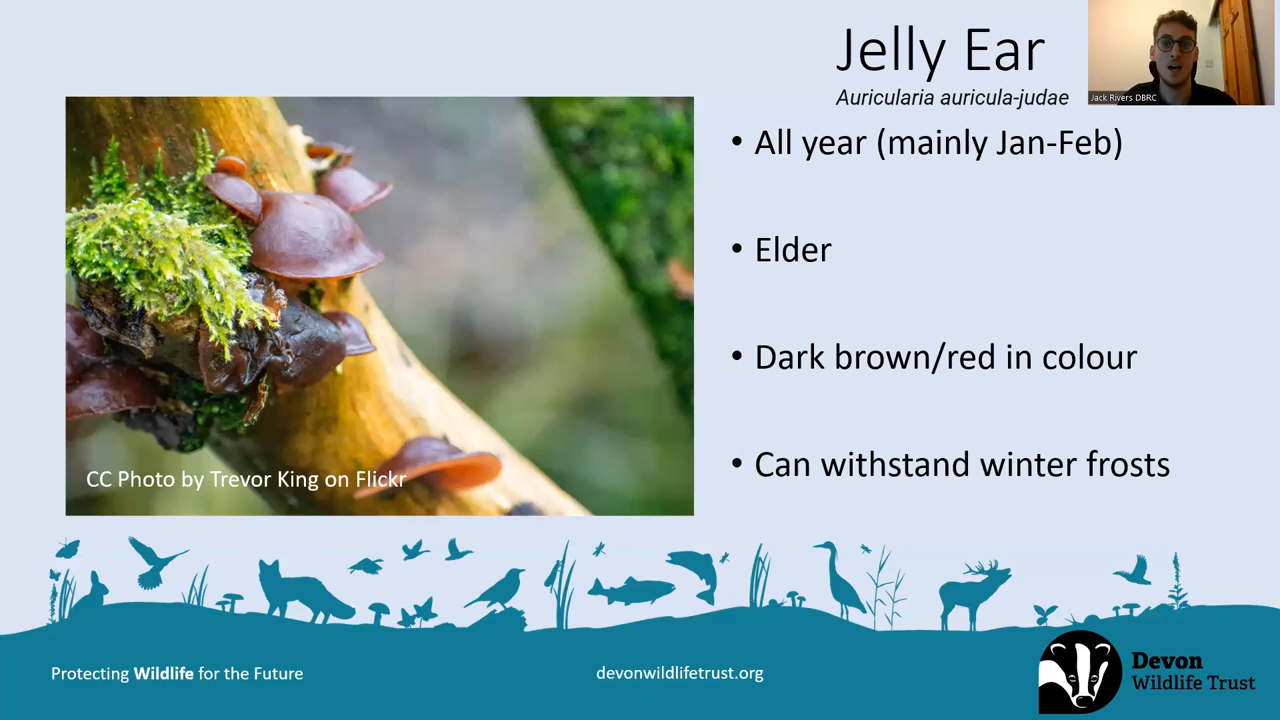 Jelly Ear
Auricularia auricula-judae
Jack Rivers DBRC
• All year (mainly Jan-Feb)
• Elder
• Dark brown/red in colour
• Can withstand winter frosts
CC Photo by Trevor King on Flickr
Protecting Wildlife for the Future
devonwildlifetrust.org
Devon
Wildlife Trust